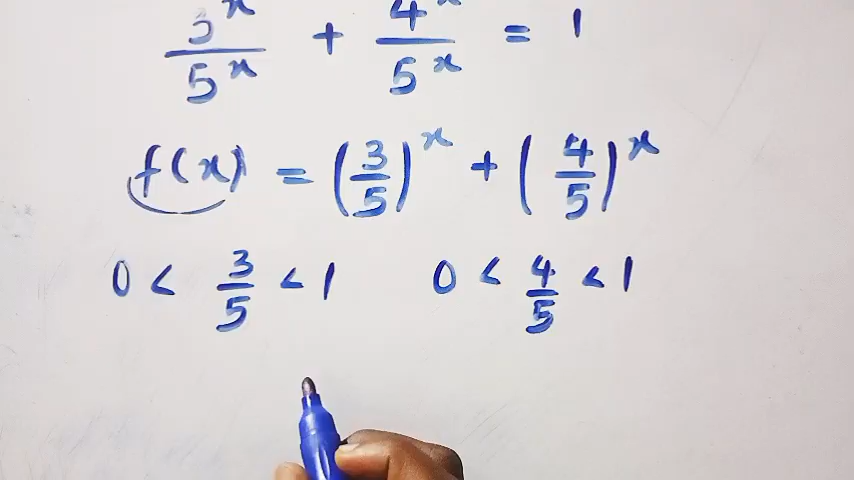 3^x/5^x + 4^x/5^x = 1
f(x) = (3/5)^x + (4/5)^x
0 < 3/5 < 1 0 < 4/5 < 1